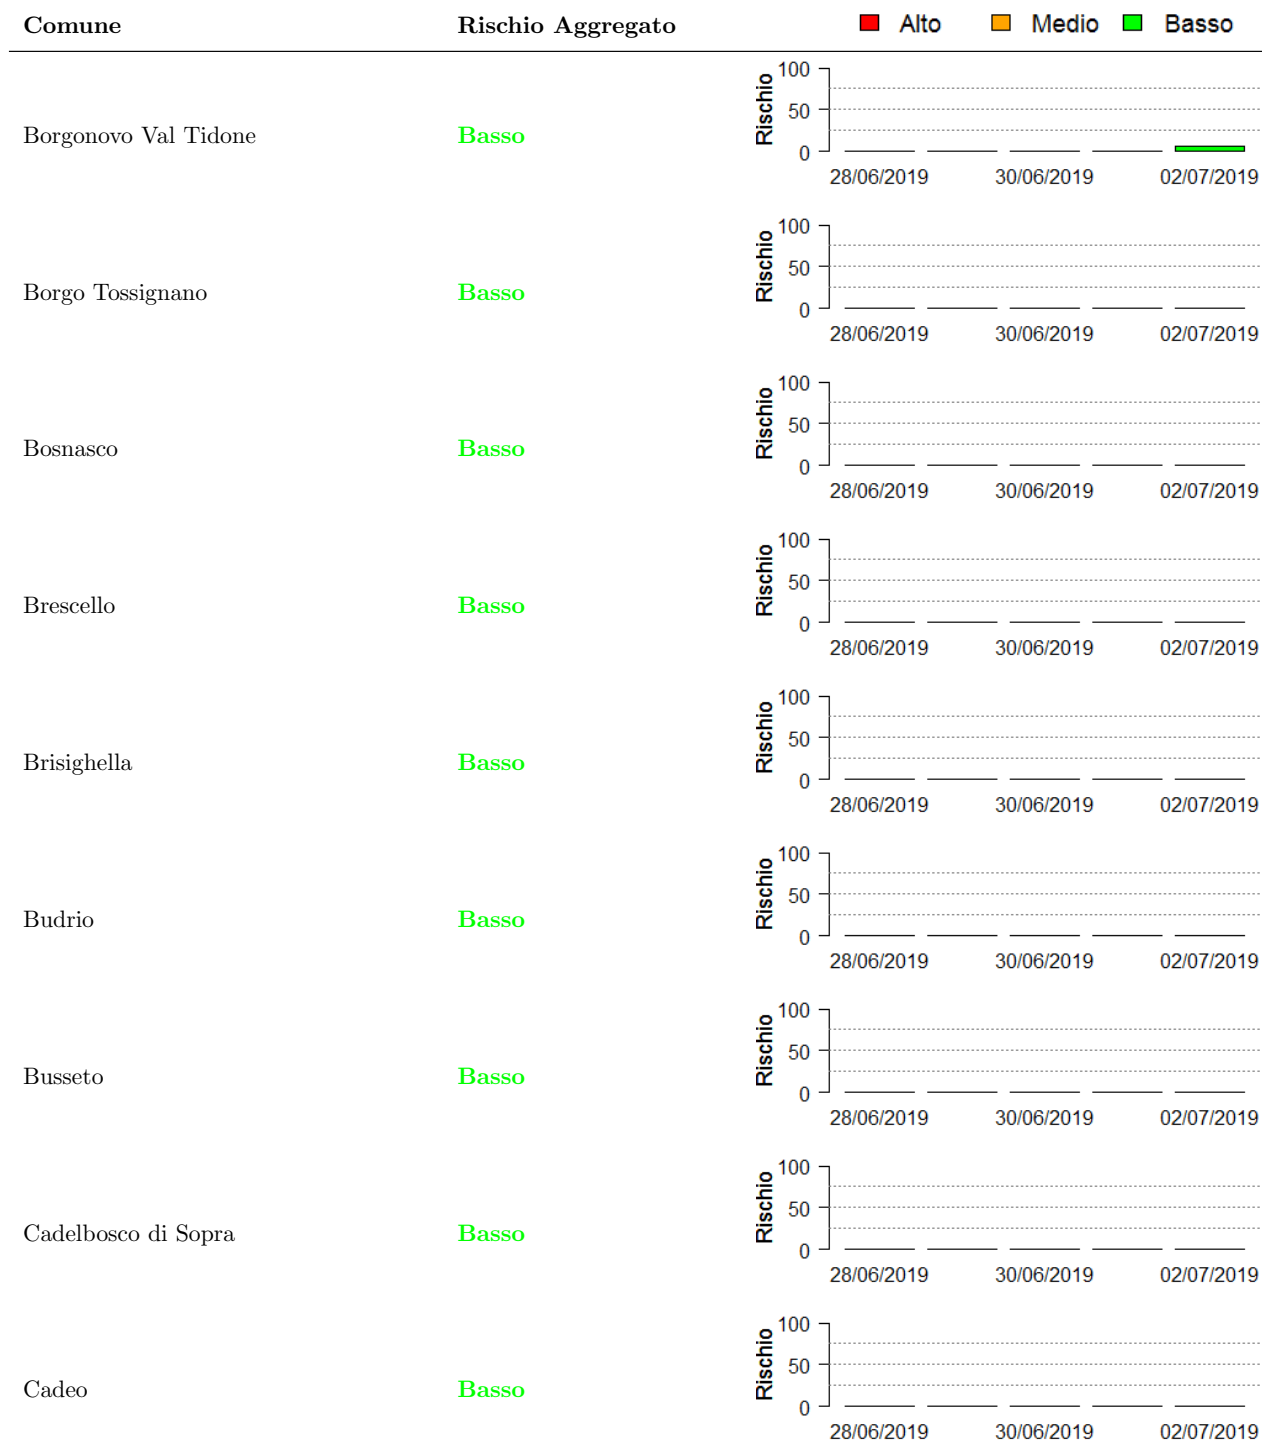 Comune Rischio Aggregato Alto Medio Basso
100
50
0
Rischio
Borgonovo Val Tidone Basso
28/06/2019 30/06/2019 02/07/2019
100
50
0
Rischio
Borgo Tossignano Basso
28/06/2019 30/06/2019 02/07/2019
100
50
0
Rischio
Bosnasco Basso
28/06/2019 30/06/2019 02/07/2019
100
50
0
Rischio
Brescello Basso
28/06/2019 30/06/2019 02/07/2019
100
50
0
Rischio
Brisighella Basso
28/06/2019 30/06/2019 02/07/2019
100
50
0
Rischio
Budrio Basso
28/06/2019 30/06/2019 02/07/2019
100
50
0
Rischio
Busseto Basso
28/06/2019 30/06/2019 02/07/2019
100
50
0
Rischio
Cadelbosco di Sopra Basso
28/06/2019 30/06/2019 02/07/2019
100
50
0
Rischio
Cadeo Basso
28/06/2019 30/06/2019 02/07/2019